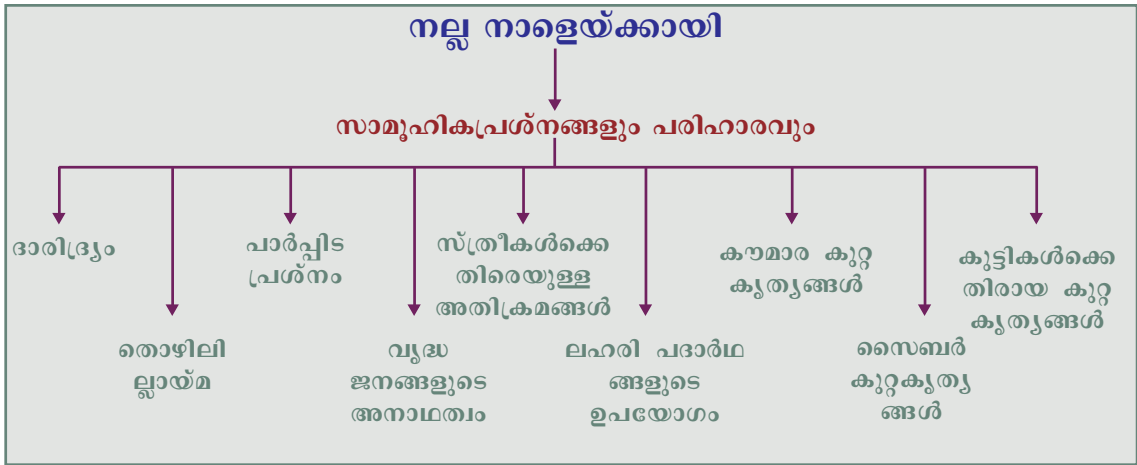 നല്ല നാളെയ്ക്കായി
സാമൂഹികപ്രശ്നങ്ങളും പരിഹാരവും
ദാരിദ്ര്യം
തൊഴിലി
ല്ലായ്മ
പാർപ്പിട
പ്രശ്നം
വൃദ്ധ
ജനങ്ങളുടെ
അനാഥത്വം
സ്ത്രീകൾക്കെ
തിരെയുള്ള
അതിക്രമങ്ങൾ
ലഹരി പദാർഥ
ങ്ങളുടെ
ഉപയോഗം
കൗമാര കുറ്റ
കൃത്യങ്ങൾ
സൈബർ
കുറ്റകൃത്യ
ങ്ങൾ
കുട്ടികൾക്കെ
തിരായ കുറ്റ
കൃത്യങ്ങൾ